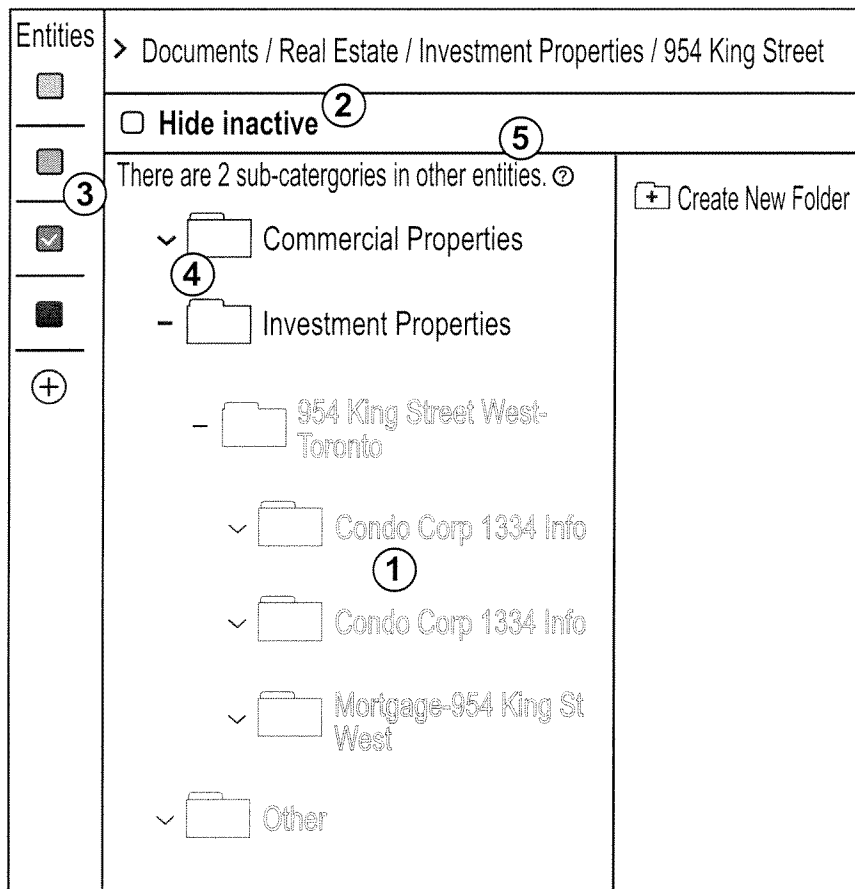 Entities
> Documents / Real Estate / Investment Properties / 954 King Street
2
Hide inactive
5
There are 2 sub-catergories in other entities. ?
Create New Folder
3
Commercial Properties
4
Investment Properties
954 King Street West-
Toronto
Condo Corp 1334 Info
1
Condo Corp 1334 Info
Mortgage-954 King St
West
Other